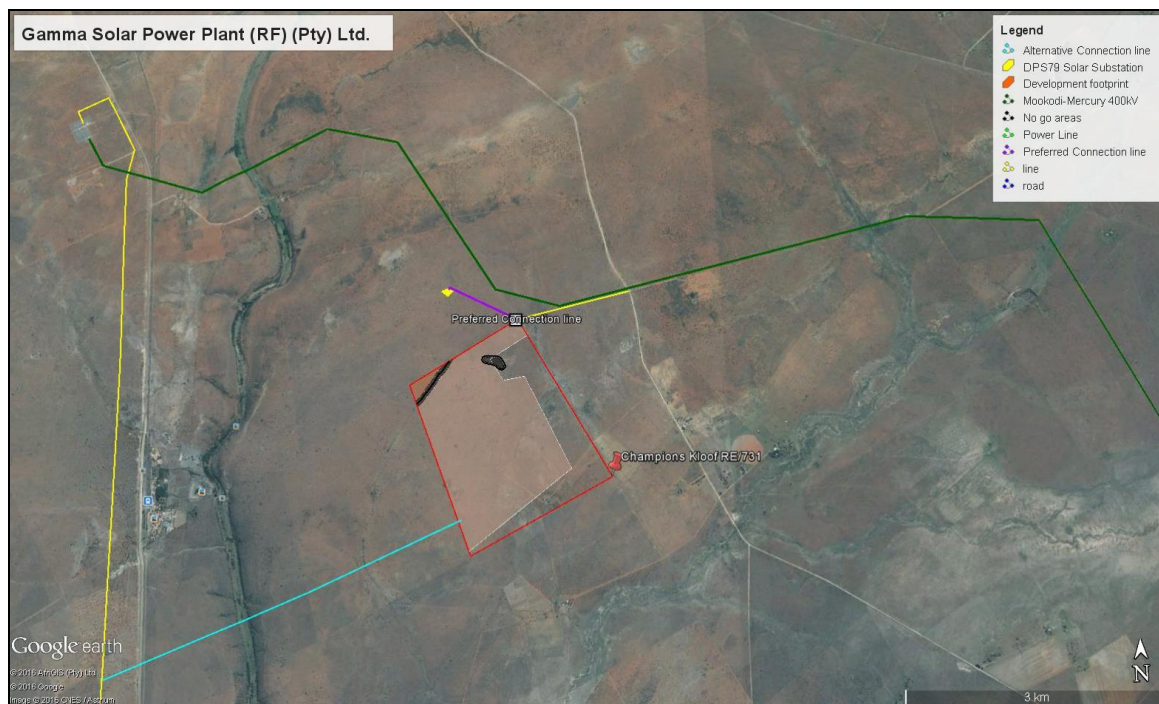 Gamma Solar Power Plant (RF) (Pty) Ltd.
Legend
Alternative Connection line
DPS79 Solar Substation
Development footprint
Mookodi-Mercury 400kV
No go areas
Power Line
Preferred Connection line
line
road
Preferred Connection line
Champions Kloof RE/731
Google earth
© 2016 AfriGIS (Pty) Ltd.
© 2016 Google
Image © 2016 CNES / Astrium
N
3 km